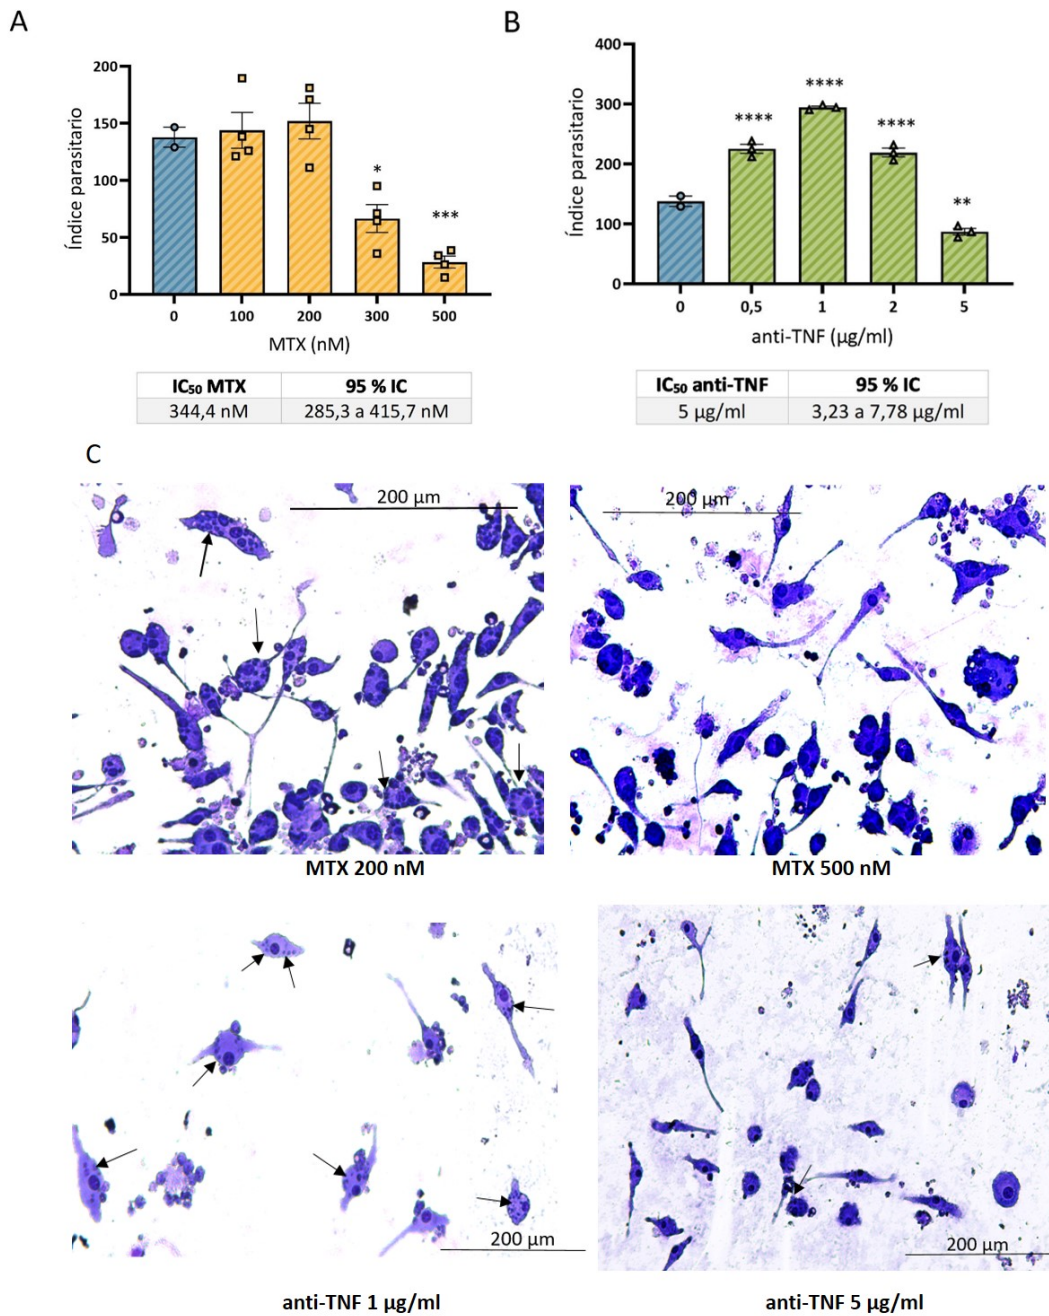 A
Índice parasitario
200
150
100
50
0
*
***
0 100 200 300 500
MTX (nM)
IC₅₀ MTX 95 % IC
344,4 nM 285,3 a 415,7 nM
B
Índice parasitario
400
300
200
100
0
****
****
****
**
0 0,5 1 2 5
anti-TNF (µg/ml)
IC₅₀ anti-TNF 95 % IC
5 µg/ml 3,23 a 7,78 µg/ml
C
200 µm
200 µm
MTX 200 nM
MTX 500 nM
200 µm
200 µm
anti-TNF 1 µg/ml
anti-TNF 5 µg/ml